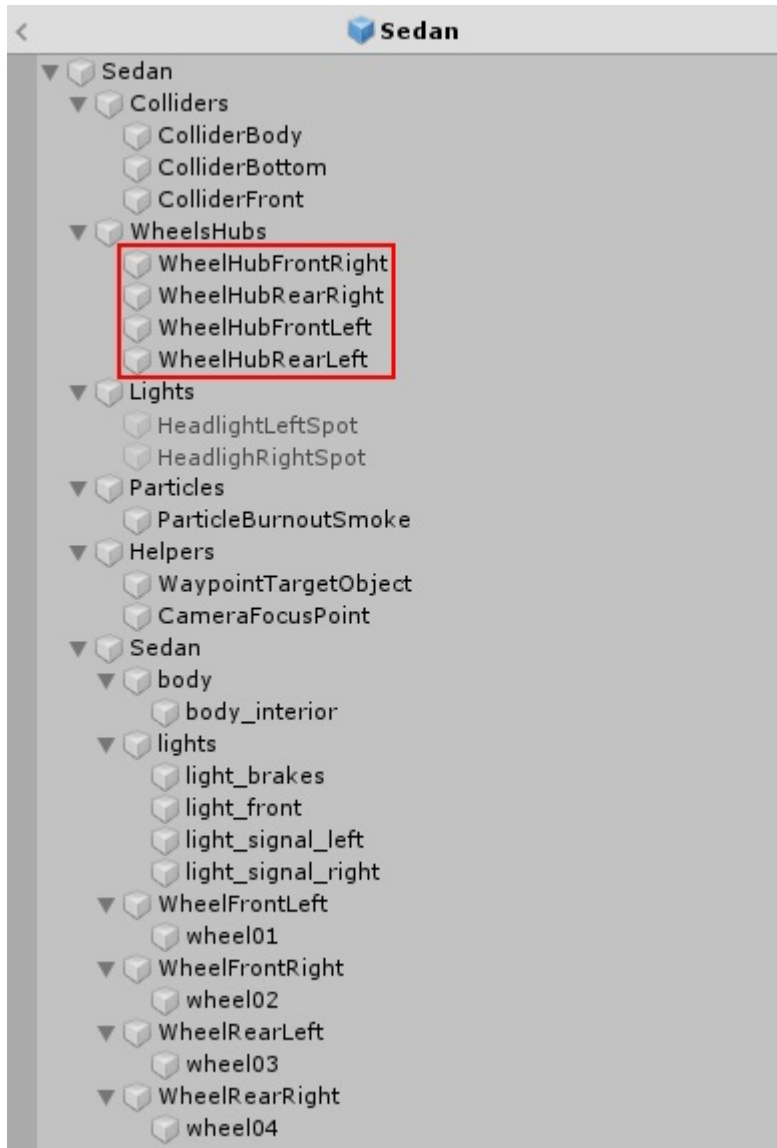 Sedan
Sedan
Colliders
ColliderBody
ColliderBottom
ColliderFront
WheelsHubs
WheelHubFrontRight
WheelHubRearRight
WheelHubFrontLeft
WheelHubRearLeft
Lights
HeadlightLeftSpot
HeadlighRightSpot
Particles
ParticleBurnoutSmoke
Helpers
WaypointTargetObject
CameraFocusPoint
Sedan
body
body_interior
lights
light_brakes
light_front
light_signal_left
light_signal_right
WheelFrontLeft
wheel01
WheelFrontRight
wheel02
WheelRearLeft
wheel03
WheelRearRight
wheel04